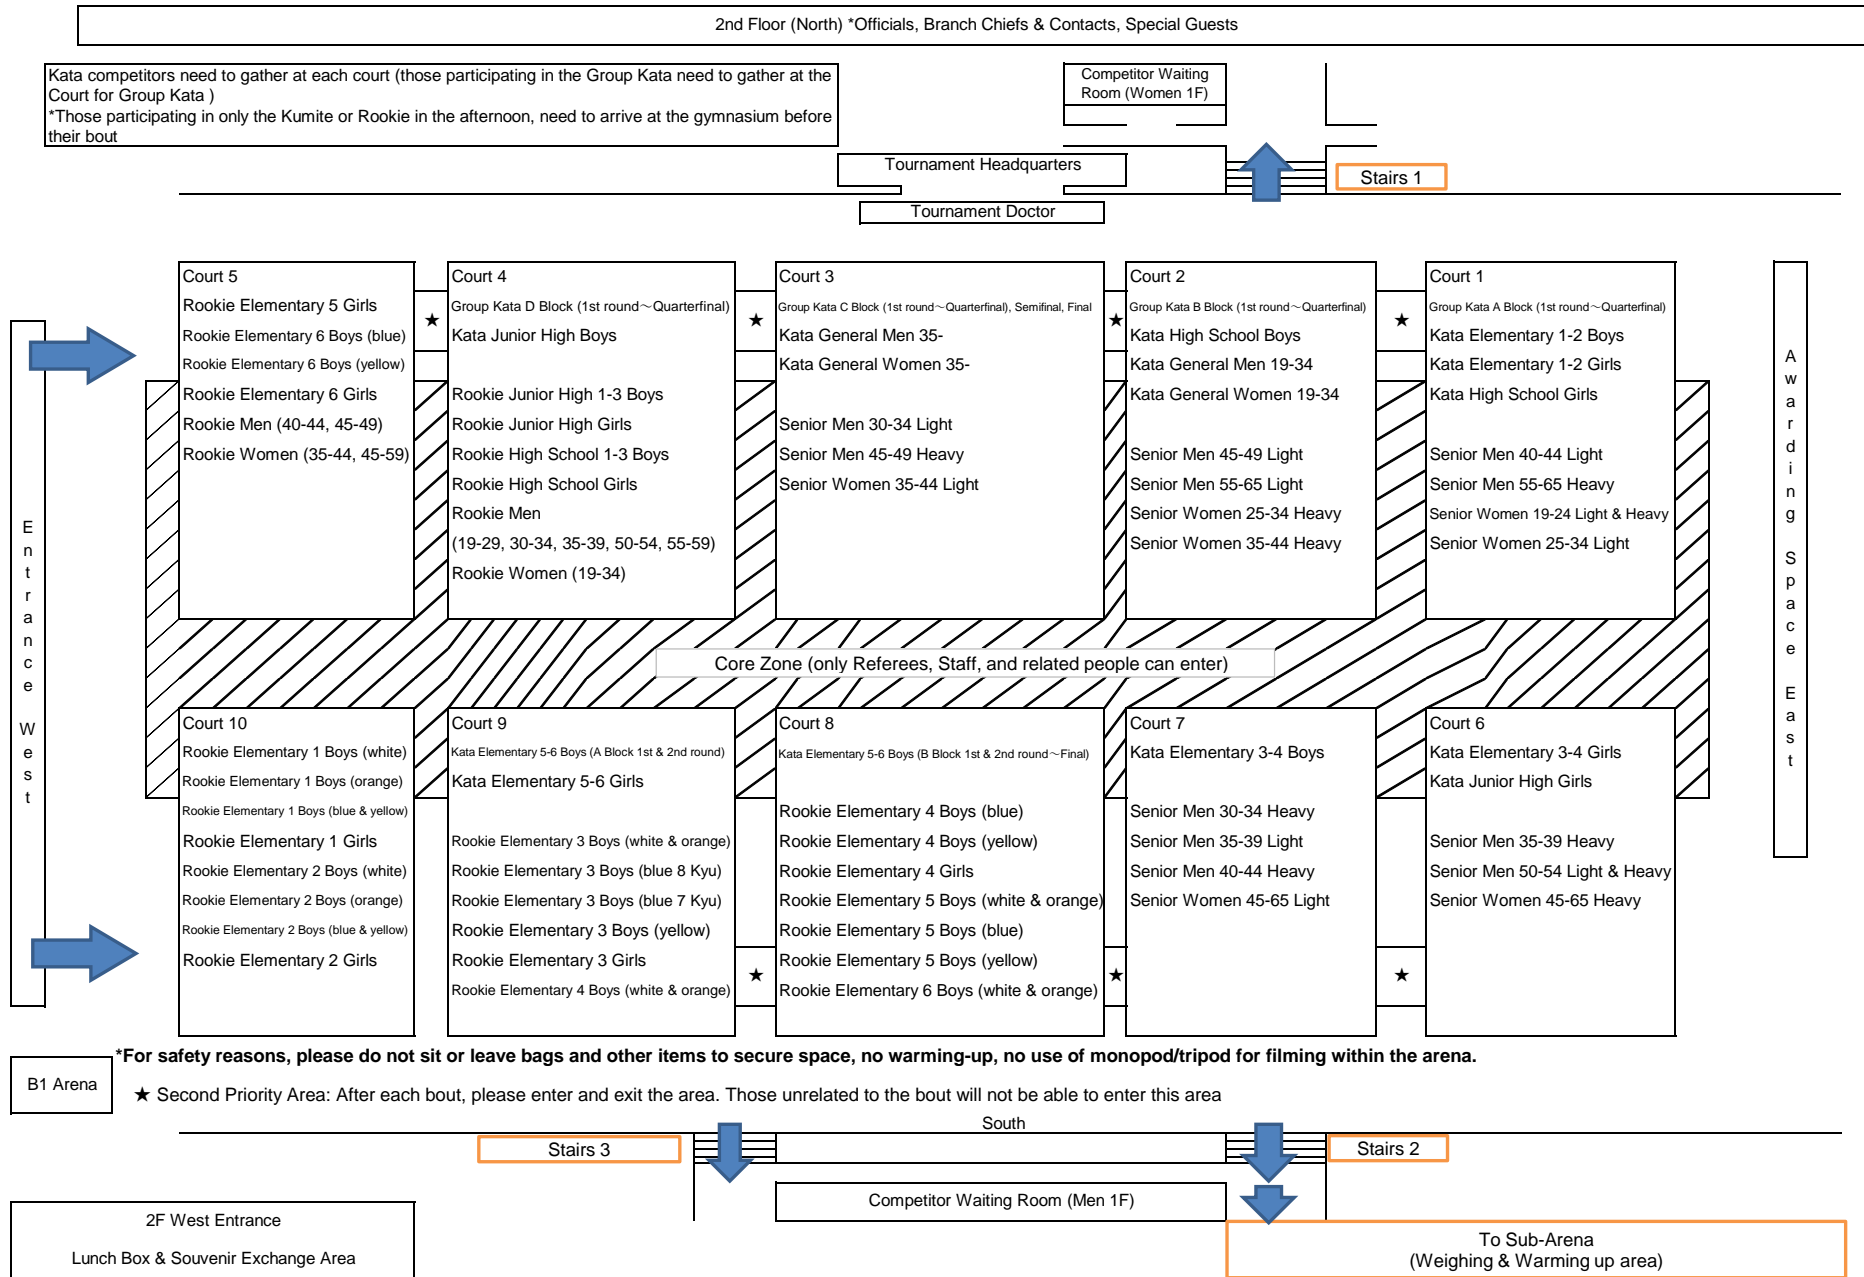 2nd Floor (North) *Officials, Branch Chiefs & Contacts, Special Guests
Kata competitors need to gather at each court (those participating in the Group Kata need to gather at the
Court for Group Kata )
*Those participating in only the Kumite or Rookie in the afternoon, need to arrive at the gymnasium before
their bout
Competitor Waiting
Room (Women 1F)
Tournament Headquarters
Stairs 1
Tournament Doctor
Entrance West
Court 5
Rookie Elementary 5 Girls
Rookie Elementary 6 Boys (blue)
Rookie Elementary 6 Boys (yellow)
Rookie Elementary 6 Girls
Rookie Men (40-44, 45-49)
Rookie Women (35-44, 45-59)
★
Court 4
Group Kata D Block (1st round～Quarterfinal)
Kata Junior High Boys
Rookie Junior High 1-3 Boys
Rookie Junior High Girls
Rookie High School 1-3 Boys
Rookie High School Girls
Rookie Men
(19-29, 30-34, 35-39, 50-54, 55-59)
Rookie Women (19-34)
★
Court 3
Group Kata C Block (1st round～Quarterfinal), Semifinal, Final
Kata General Men 35-
Kata General Women 35-
Senior Men 30-34 Light
Senior Men 45-49 Heavy
Senior Women 35-44 Light
★
Court 2
Group Kata B Block (1st round～Quarterfinal)
Kata High School Boys
Kata General Men 19-34
Kata General Women 19-34
Senior Men 45-49 Light
Senior Men 55-65 Light
Senior Women 25-34 Heavy
Senior Women 35-44 Heavy
★
Court 1
Group Kata A Block (1st round～Quarterfinal)
Kata Elementary 1-2 Boys
Kata Elementary 1-2 Girls
Kata High School Girls
Senior Men 40-44 Light
Senior Men 55-65 Heavy
Senior Women 19-24 Light & Heavy
Senior Women 25-34 Light
Awarding Space East
Core Zone (only Referees, Staff, and related people can enter)
Court 10
Rookie Elementary 1 Boys (white)
Rookie Elementary 1 Boys (orange)
Rookie Elementary 1 Boys (blue & yellow)
Rookie Elementary 1 Girls
Rookie Elementary 2 Boys (white)
Rookie Elementary 2 Boys (orange)
Rookie Elementary 2 Boys (blue & yellow)
Rookie Elementary 2 Girls
Court 9
Kata Elementary 5-6 Boys (A Block 1st & 2nd round)
Kata Elementary 5-6 Girls
Rookie Elementary 3 Boys (white & orange)
Rookie Elementary 3 Boys (blue 8 Kyu)
Rookie Elementary 3 Boys (blue 7 Kyu)
Rookie Elementary 3 Boys (yellow)
Rookie Elementary 3 Girls
Rookie Elementary 4 Boys (white & orange)
★
Court 8
Kata Elementary 5-6 Boys (B Block 1st & 2nd round～Final)
Rookie Elementary 4 Boys (blue)
Rookie Elementary 4 Boys (yellow)
Rookie Elementary 4 Girls
Rookie Elementary 5 Boys (white & orange)
Rookie Elementary 5 Boys (blue)
Rookie Elementary 5 Boys (yellow)
Rookie Elementary 6 Boys (white & orange)
★
Court 7
Kata Elementary 3-4 Boys
Senior Men 30-34 Heavy
Senior Men 35-39 Light
Senior Men 40-44 Heavy
Senior Women 45-65 Light
★
Court 6
Kata Elementary 3-4 Girls
Kata Junior High Girls
Senior Men 35-39 Heavy
Senior Men 50-54 Light & Heavy
Senior Women 45-65 Heavy
*For safety reasons, please do not sit or leave bags and other items to secure space, no warming-up, no use of monopod/tripod for filming within the arena.
B1 Arena
★ Second Priority Area: After each bout, please enter and exit the area. Those unrelated to the bout will not be able to enter this area
South
Stairs 3
Stairs 2
Competitor Waiting Room (Men 1F)
2F West Entrance
Lunch Box & Souvenir Exchange Area
To Sub-Arena
(Weighing & Warming up area)